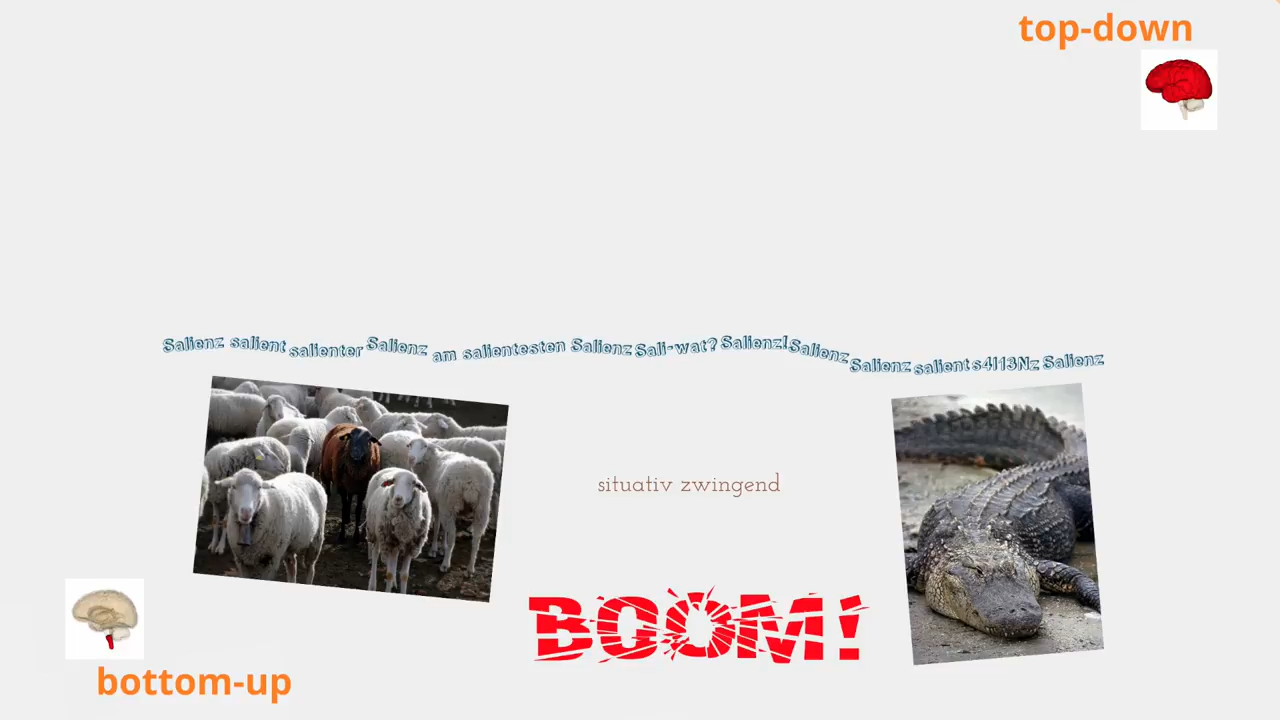 top-down
Salienz salient salienter Salienz am salientesten Salienz Sali-wat? Salienz! Salienz Salienz salient s4l13Nz Salienz
situativ zwingend
BOOM!
bottom-up